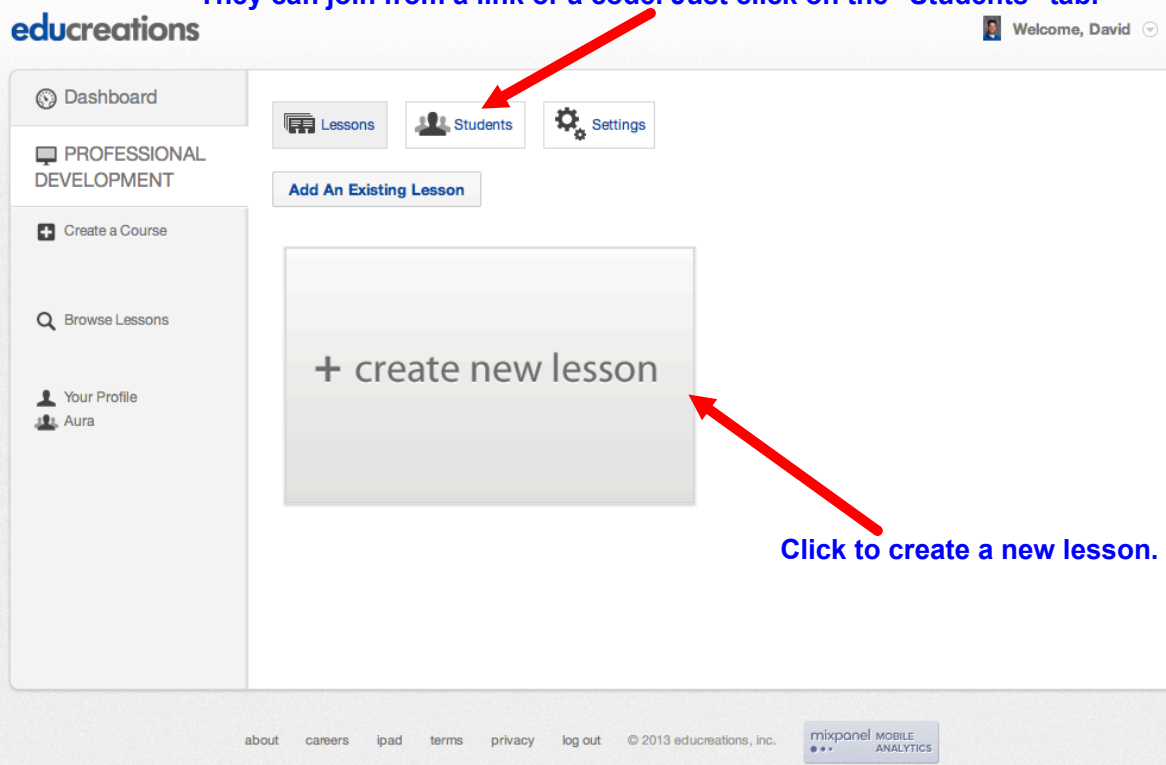 They can join from a link or a code. Just click on the "Students" tab.
educreations
Welcome, David
Dashboard
PROFESSIONAL
DEVELOPMENT
Create a Course
Browse Lessons
Your Profile
Aura
Lessons
Students
Settings
Add An Existing Lesson
+ create new lesson
Click to create a new lesson.
about careers ipad terms privacy log out © 2013 educreations, inc.
mixpanel MOBILE
ANALYTICS